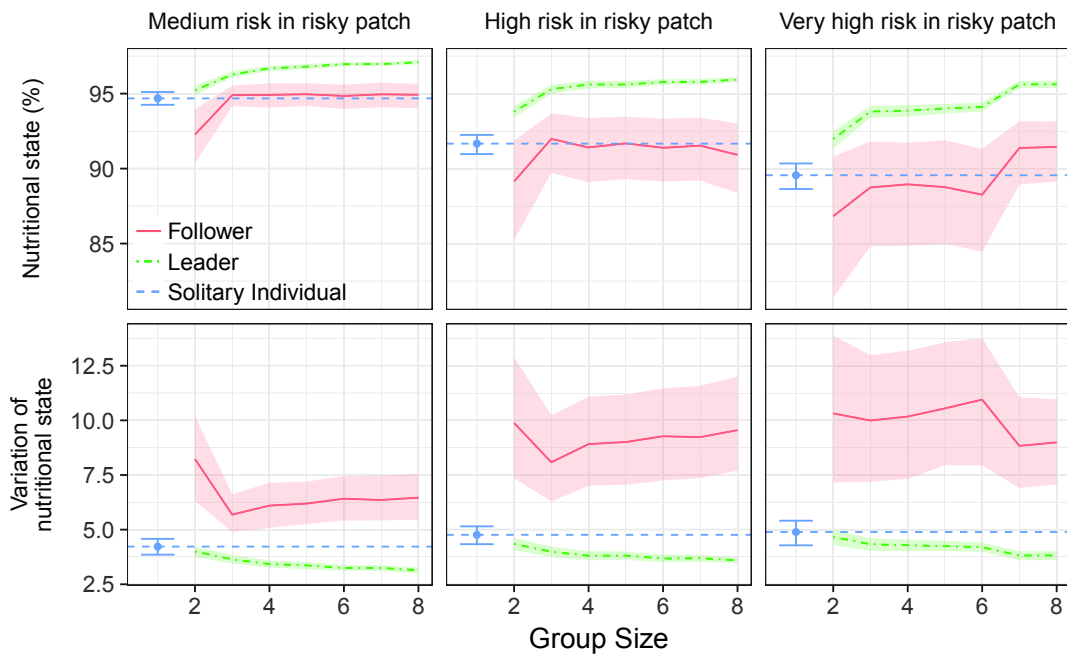 Medium risk in risky patch
High risk in risky patch
Very high risk in risky patch
Nutritional state (%)
95
90
85
Follower
Leader
Solitary Individual
Variation of
nutritional state
12.5
10.0
7.5
5.0
2.5
2 4 6 8
2 4 6 8
2 4 6 8
Group Size